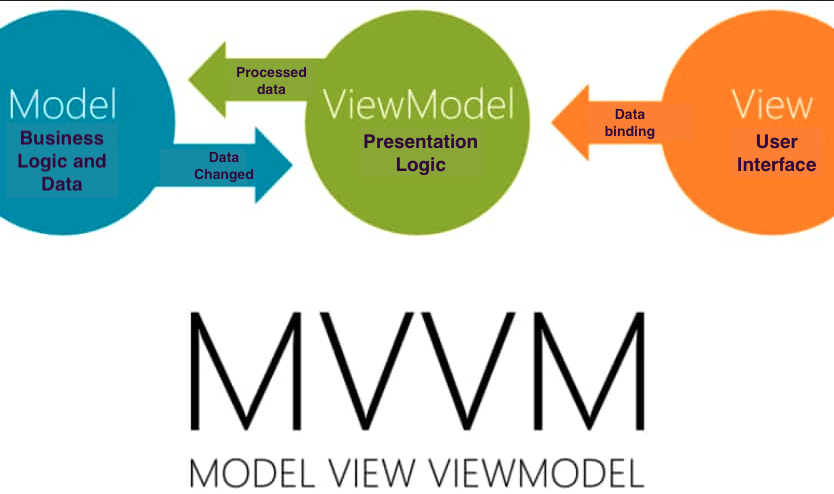 Model
Business
Logic and
Data
Processed
data
Data
Changed
ViewModel
Presentation
Logic
Data
binding
View
User
Interface
MVVM
MODEL VIEW VIEWMODEL